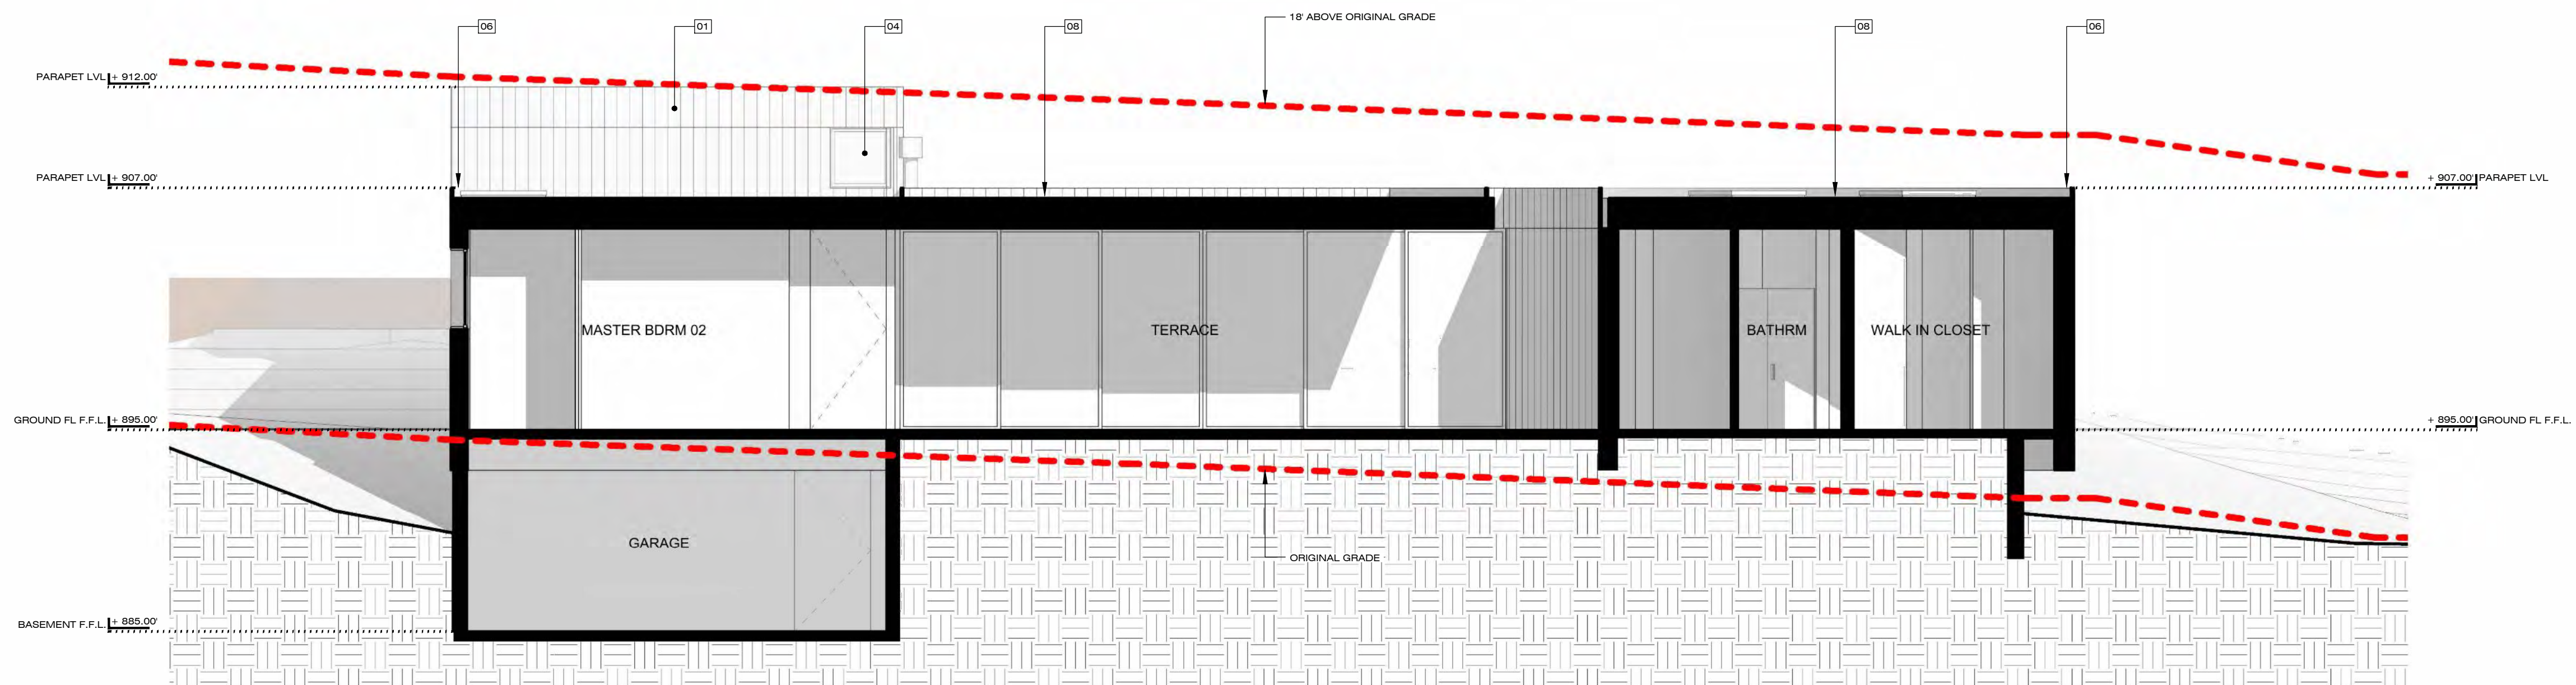 06
01
04
08
18' ABOVE ORIGINAL GRADE
08
06
PARAPET LVL + 912.00'
PARAPET LVL + 907.00'
+ 907.00' PARAPET LVL
MASTER BDRM 02
TERRACE
BATHRM
WALK IN CLOSET
GROUND FL F.F.L. + 895.00'
+ 895.00' GROUND FL F.F.L.
GARAGE
ORIGINAL GRADE
BASEMENT F.F.L. + 885.00'